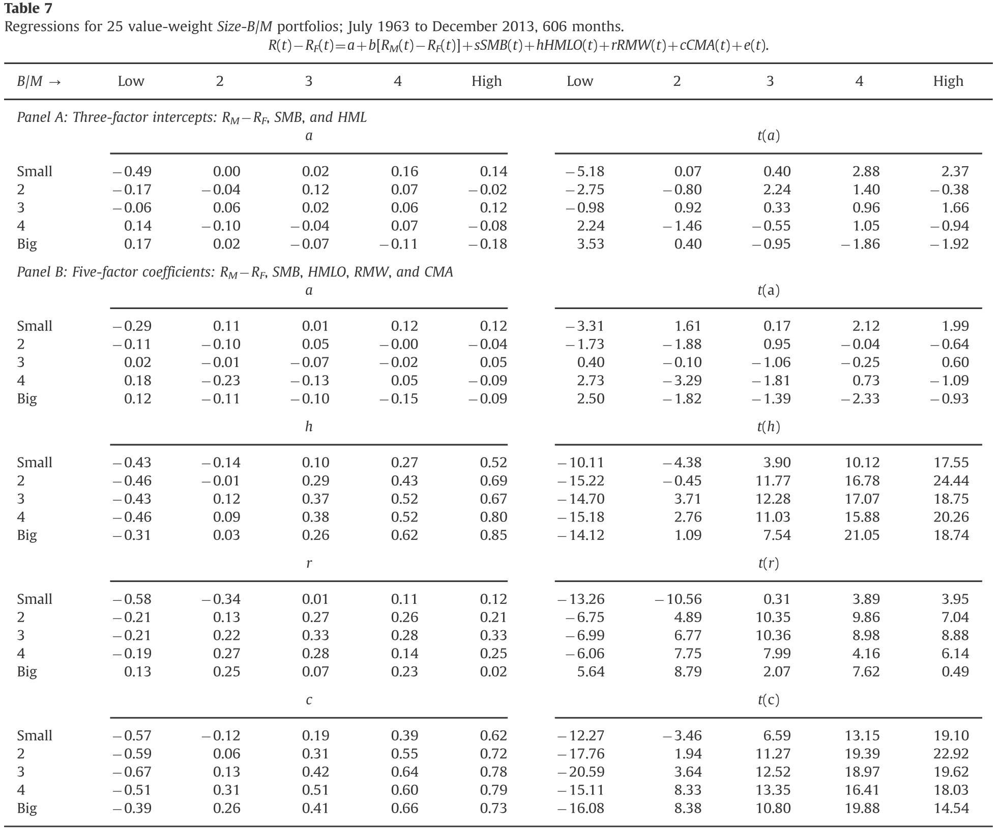 Table 7
Regressions for 25 value-weight Size-B/M portfolios; July 1963 to December 2013, 606 months.
R(t)−RF(t)=a+b[RM(t)−RF(t)]+sSMB(t)+hHMLO(t)+rRMW(t)+cCMA(t)+e(t).
B/M → Low 2 3 4 High Low 2 3 4 High
Panel A: Three-factor intercepts: RM−RF, SMB, and HML
a t(a)
Small −0.49 0.00 0.02 0.16 0.14 −5.18 0.07 0.40 2.88 2.37
2 −0.17 −0.04 0.12 0.07 −0.02 −2.75 −0.80 2.24 1.40 −0.38
3 −0.06 0.06 0.02 0.06 0.12 −0.98 0.92 0.33 0.96 1.66
4 0.14 −0.10 −0.04 0.07 −0.08 2.24 −1.46 −0.55 1.05 −0.94
Big 0.17 0.02 −0.07 −0.11 −0.18 3.53 0.40 −0.95 −1.86 −1.92
Panel B: Five-factor coefficients: RM−RF, SMB, HMLO, RMW, and CMA
a t(a)
Small −0.29 0.11 0.01 0.12 0.12 −3.31 1.61 0.17 2.12 1.99
2 −0.11 −0.10 0.05 −0.00 −0.04 −1.73 −1.88 0.95 −0.04 −0.64
3 0.02 −0.01 −0.07 −0.02 0.05 0.40 −0.10 −1.06 −0.25 0.60
4 0.18 −0.23 −0.13 0.05 −0.09 2.73 −3.29 −1.81 0.73 −1.09
Big 0.12 −0.11 −0.10 −0.15 −0.09 2.50 −1.82 −1.39 −2.33 −0.93
h t(h)
Small −0.43 −0.14 0.10 0.27 0.52 −10.11 −4.38 3.90 10.12 17.55
2 −0.46 −0.01 0.29 0.43 0.69 −15.22 −0.45 11.77 16.78 24.44
3 −0.43 0.12 0.37 0.52 0.67 −14.70 3.71 12.28 17.07 18.75
4 −0.46 0.09 0.38 0.52 0.80 −15.18 2.76 11.03 15.88 20.26
Big −0.31 0.03 0.26 0.62 0.85 −14.12 1.09 7.54 21.05 18.74
r t(r)
Small −0.58 −0.34 0.01 0.11 0.12 −13.26 −10.56 0.31 3.89 3.95
2 −0.21 0.13 0.27 0.26 0.21 −6.75 4.89 10.35 9.86 7.04
3 −0.21 0.22 0.33 0.28 0.33 −6.99 6.77 10.36 8.98 8.88
4 −0.19 0.27 0.28 0.14 0.25 −6.06 7.75 7.99 4.16 6.14
Big 0.13 0.25 0.07 0.23 0.02 5.64 8.79 2.07 7.62 0.49
c t(c)
Small −0.57 −0.12 0.19 0.39 0.62 −12.27 −3.46 6.59 13.15 19.10
2 −0.59 0.06 0.31 0.55 0.72 −17.76 1.94 11.27 19.39 22.92
3 −0.67 0.13 0.42 0.64 0.78 −20.59 3.64 12.52 18.97 19.62
4 −0.51 0.31 0.51 0.60 0.79 −15.11 8.33 13.35 16.41 18.03
Big −0.39 0.26 0.41 0.66 0.73 −16.08 8.38 10.80 19.88 14.54